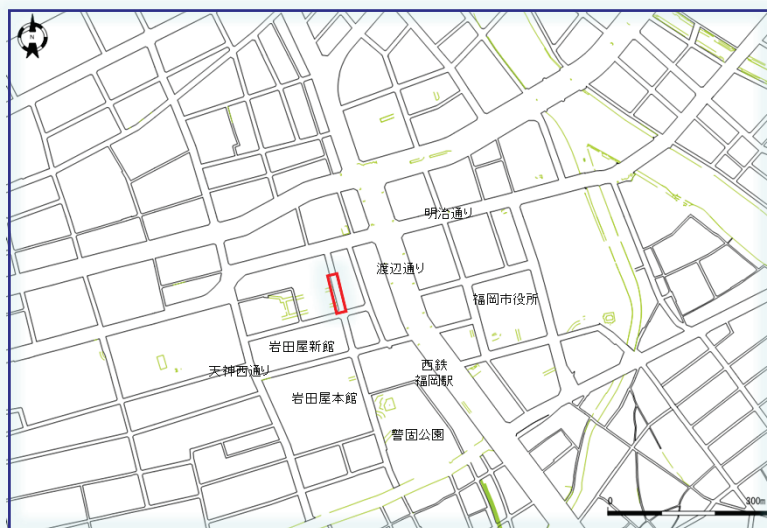 N
明治通り
渡辺通り
福岡市役所
岩田屋新館
西鉄
福岡駅
天神西通り
岩田屋本館
警固公園
0
300m